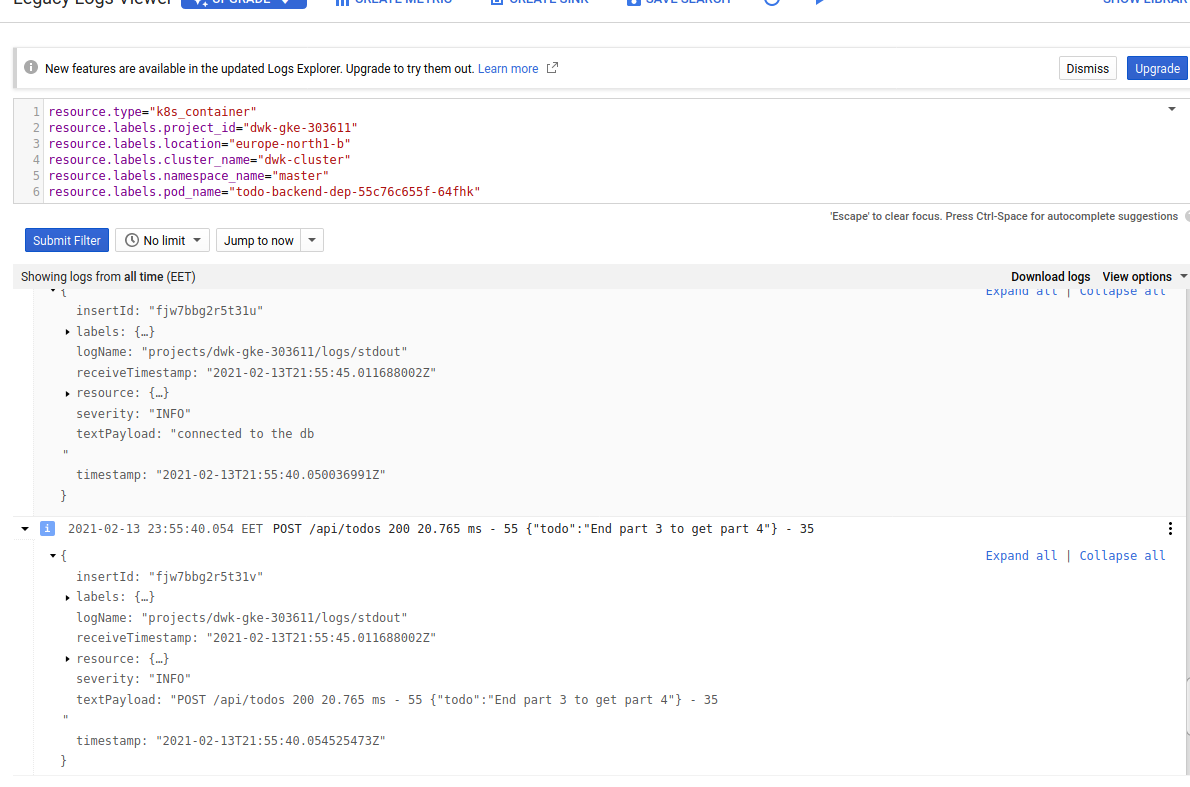 Legacy Logs Viewer UPGRADE CREATE METRIC CREATE SINK SAVE SEARCH SHOW LIBRAR
New features are available in the updated Logs Explorer. Upgrade to try them out. Learn more Dismiss Upgrade
1 resource.type="k8s_container"
2 resource.labels.project_id="dwk-gke-303611"
3 resource.labels.location="europe-north1-b"
4 resource.labels.cluster_name="dwk-cluster"
5 resource.labels.namespace_name="master"
6 resource.labels.pod_name="todo-backend-dep-55c76c655f-64fhk"
'Escape' to clear focus. Press Ctrl-Space for autocomplete suggestions
Submit Filter No limit Jump to now
Showing logs from all time (EET) Download logs View options
{ Expand all | Collapse all
insertId: "fjw7bbg2r5t31u"
labels: {…}
logName: "projects/dwk-gke-303611/logs/stdout"
receiveTimestamp: "2021-02-13T21:55:45.011688002Z"
resource: {…}
severity: "INFO"
textPayload: "connected to the db
"
timestamp: "2021-02-13T21:55:40.050036991Z"
}
i 2021-02-13 23:55:40.054 EET POST /api/todos 200 20.765 ms - 55 {"todo":"End part 3 to get part 4"} - 35
{ Expand all | Collapse all
insertId: "fjw7bbg2r5t31v"
labels: {…}
logName: "projects/dwk-gke-303611/logs/stdout"
receiveTimestamp: "2021-02-13T21:55:45.011688002Z"
resource: {…}
severity: "INFO"
textPayload: "POST /api/todos 200 20.765 ms - 55 {"todo":"End part 3 to get part 4"} - 35
"
timestamp: "2021-02-13T21:55:40.054525473Z"
}